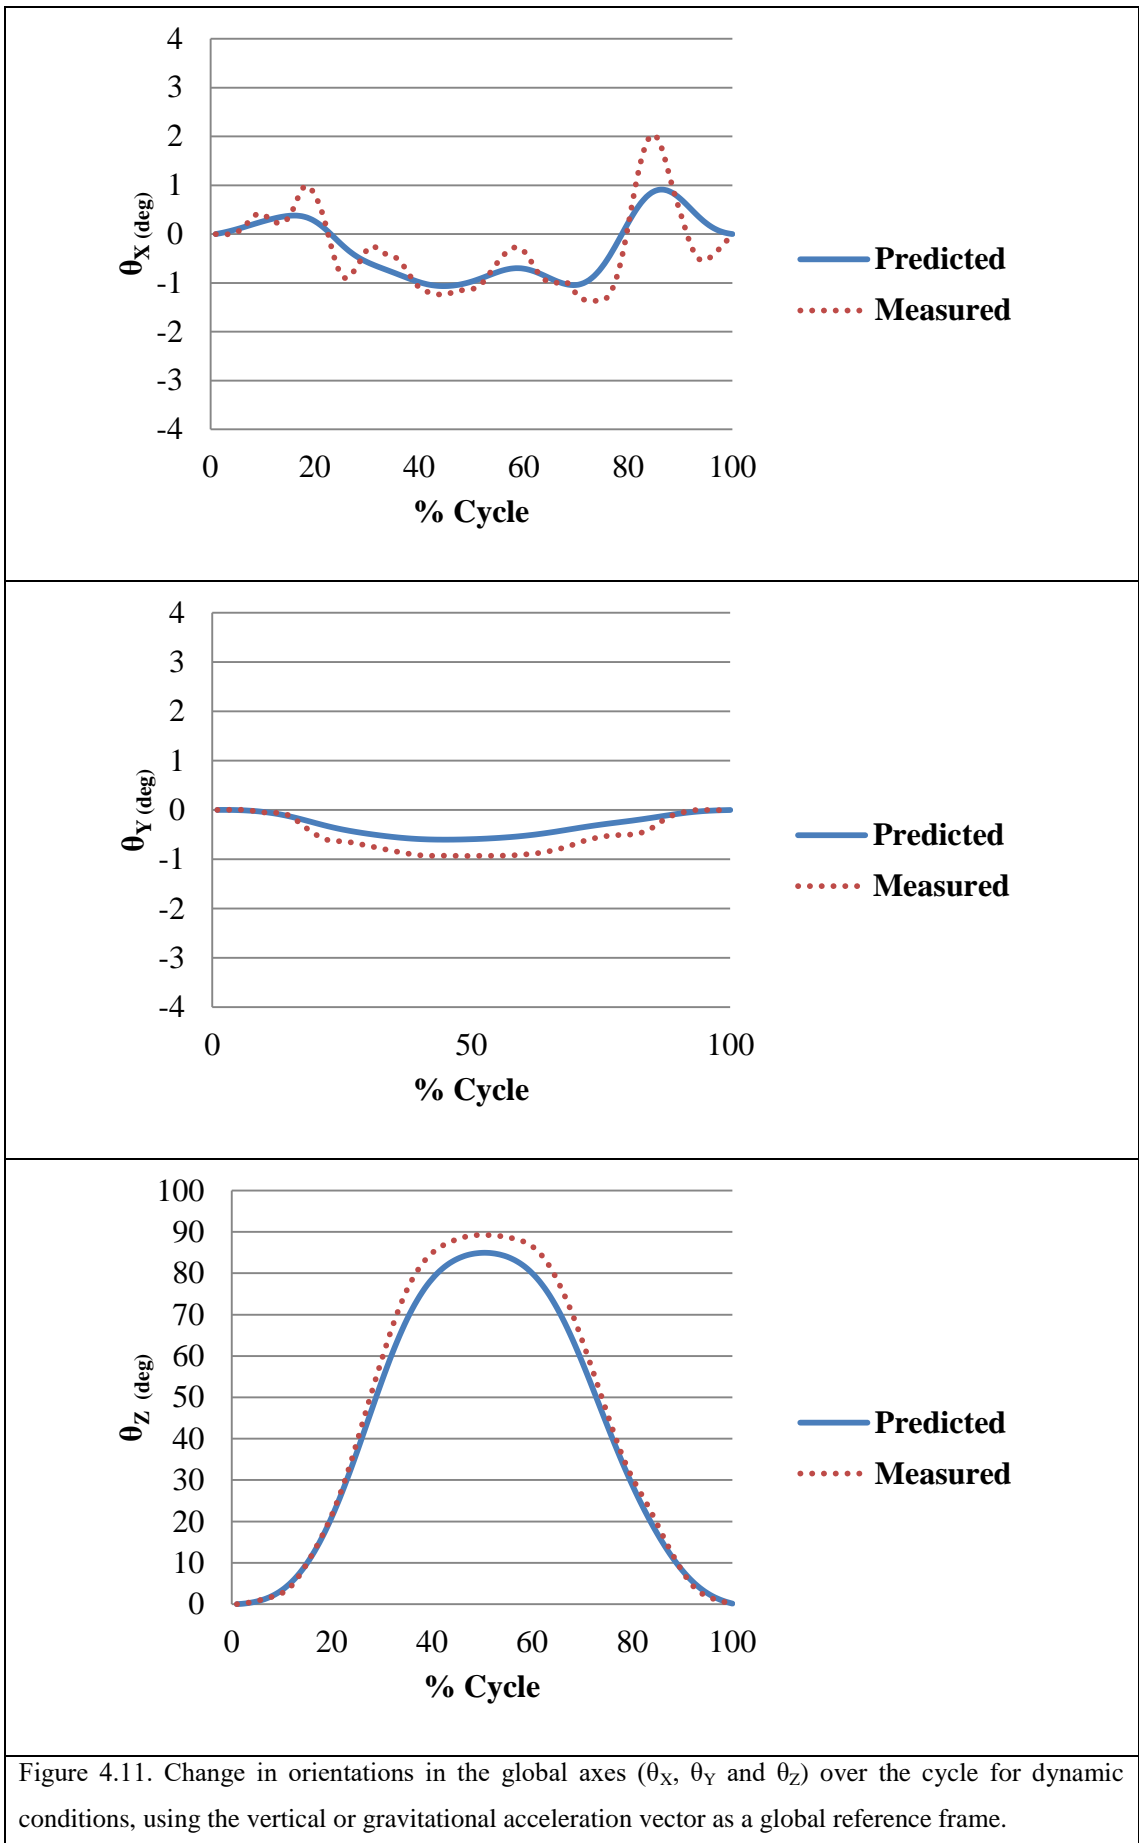 4
3
2
1
0
-1
-2
-3
-4
θX (deg)
0 20 40 60 80 100
% Cycle
Predicted
Measured
4
3
2
1
0
-1
-2
-3
-4
θY (deg)
0 50 100
% Cycle
Predicted
Measured
100
90
80
70
60
50
40
30
20
10
0
θZ (deg)
0 20 40 60 80 100
% Cycle
Predicted
Measured
Figure 4.11. Change in orientations in the global axes (θX, θY and θZ) over the cycle for dynamic
conditions, using the vertical or gravitational acceleration vector as a global reference frame.